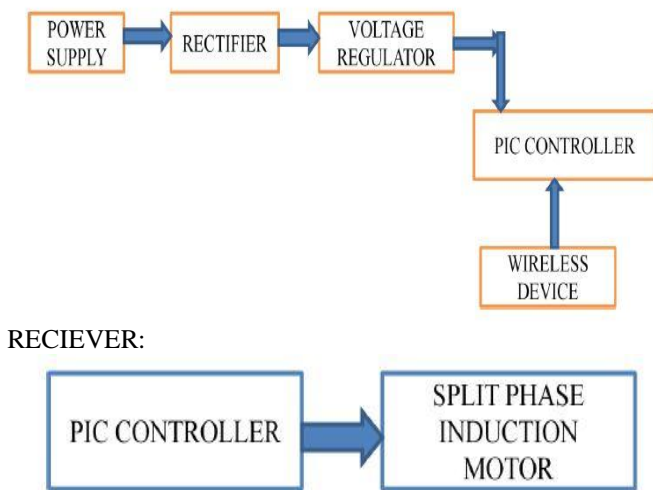 POWER
SUPPLY
RECTIFIER
VOLTAGE
REGULATOR
PIC CONTROLLER
WIRELESS
DEVICE
RECIEVER:
PIC CONTROLLER
SPLIT PHASE
INDUCTION
MOTOR